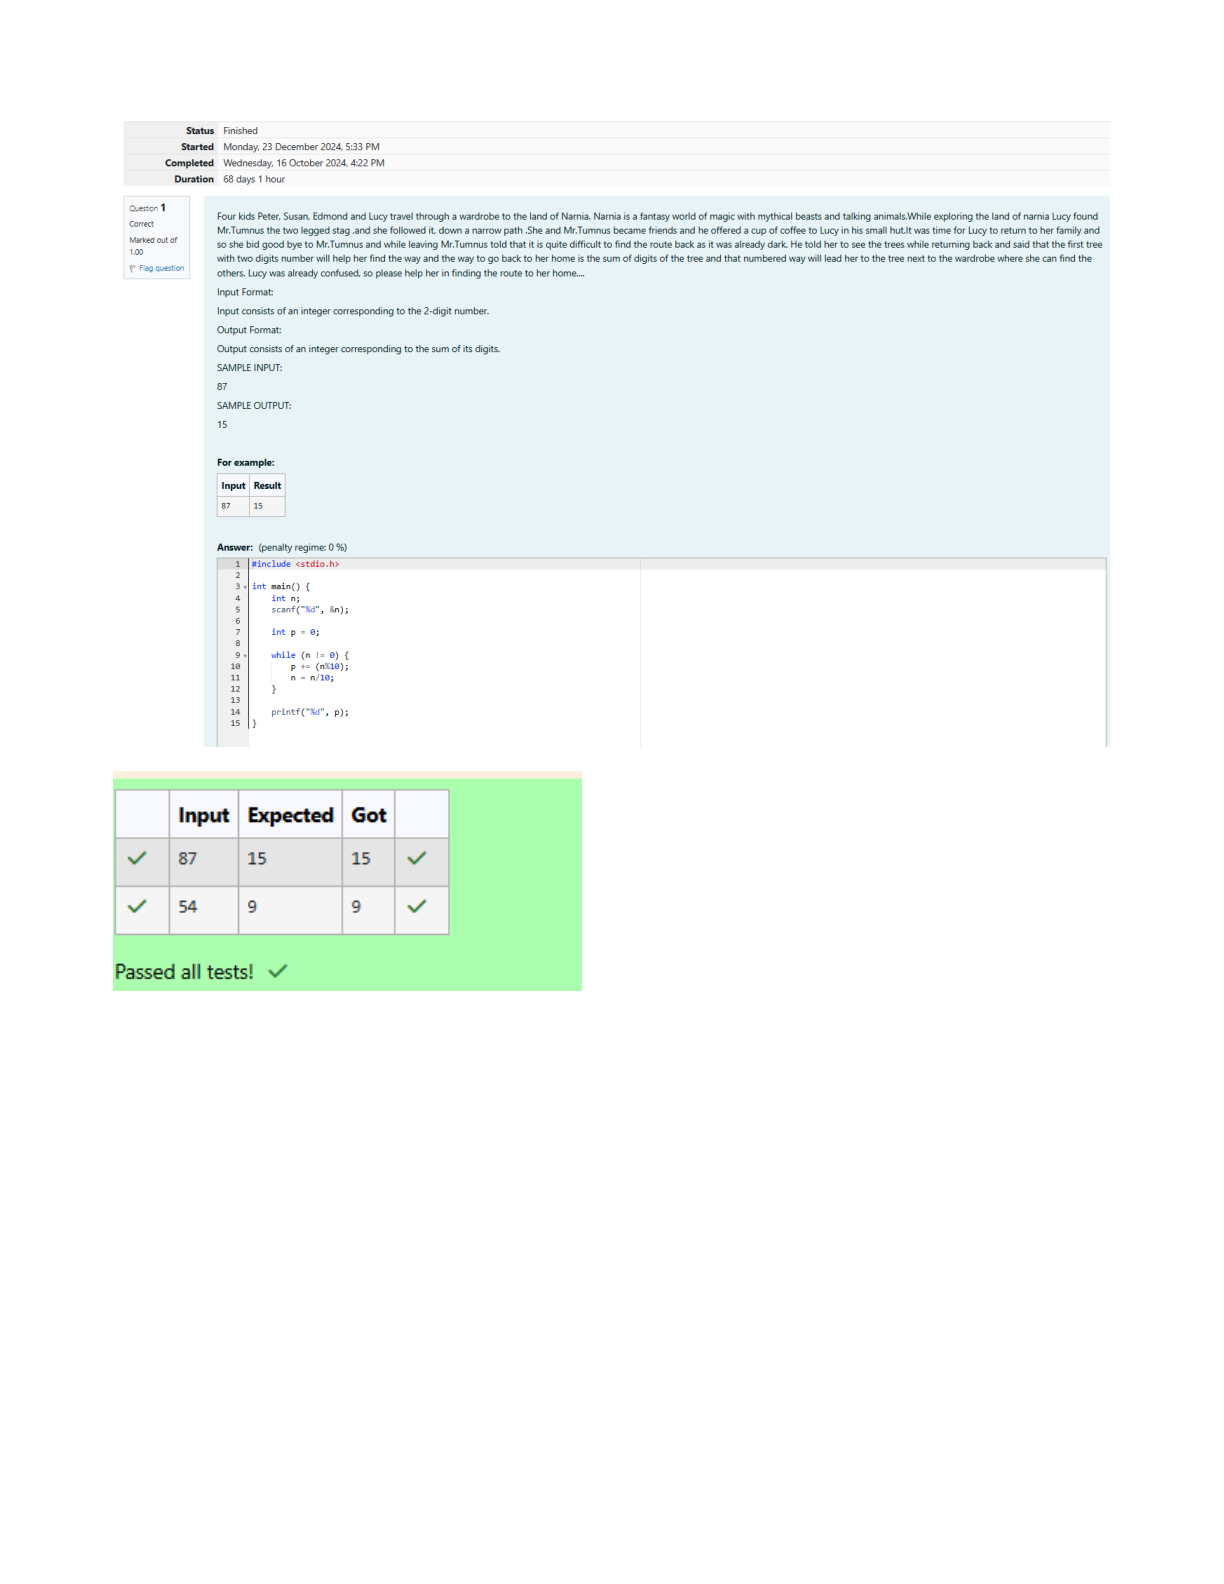 Status Finished
Started Monday, 23 December 2024, 5:33 PM
Completed Wednesday, 16 October 2024, 4:22 PM
Duration 68 days 1 hour
Question 1
Correct
Marked out of
1.00
Flag question
Four kids Peter, Susan, Edmond and Lucy travel through a wardrobe to the land of Narnia. Narnia is a fantasy world of magic with mythical beasts and talking animals.While exploring the land of narnia Lucy found
Mr.Tumnus the two legged stag ,and she followed it, down a narrow path .She and Mr.Tumnus became friends and he offered a cup of coffee to Lucy in his small hut.It was time for Lucy to return to her family and
so she bid good bye to Mr.Tumnus and while leaving Mr.Tumnus told that it is quite difficult to find the route back as it was already dark. He told her to see the trees while returning back and said that the first tree
with two digits number will help her find the way and the way to go back to her home is the sum of digits of the tree and that numbered way will lead her to the tree next to the wardrobe where she can find the
others. Lucy was already confused, so please help her in finding the route to her home....
Input Format:
Input consists of an integer corresponding to the 2-digit number.
Output Format:
Output consists of an integer corresponding to the sum of its digits.
SAMPLE INPUT:
87
SAMPLE OUTPUT:
15
For example:
Input Result
87 15
Answer: (penalty regime: 0 %)
1 #include <stdio.h>
2
3 int main() {
4 int n;
5 scanf("%d", &n);
6
7 int p = 0;
8
9 while (n != 0) {
10 p += (n%10);
11 n = n/10;
12 }
13
14 printf("%d", p);
15 }
Input Expected Got
87 15 15
54 9 9
Passed all tests!